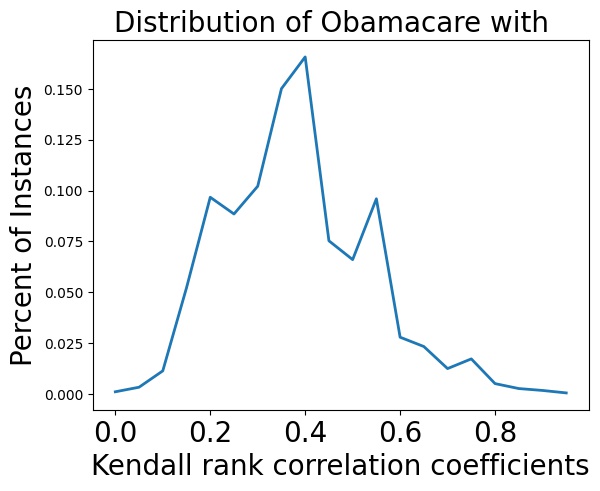 Distribution of Obamacare with
Percent of Instances
0.150
0.125
0.100
0.075
0.050
0.025
0.000
0.0 0.2 0.4 0.6 0.8
Kendall rank correlation coefficients